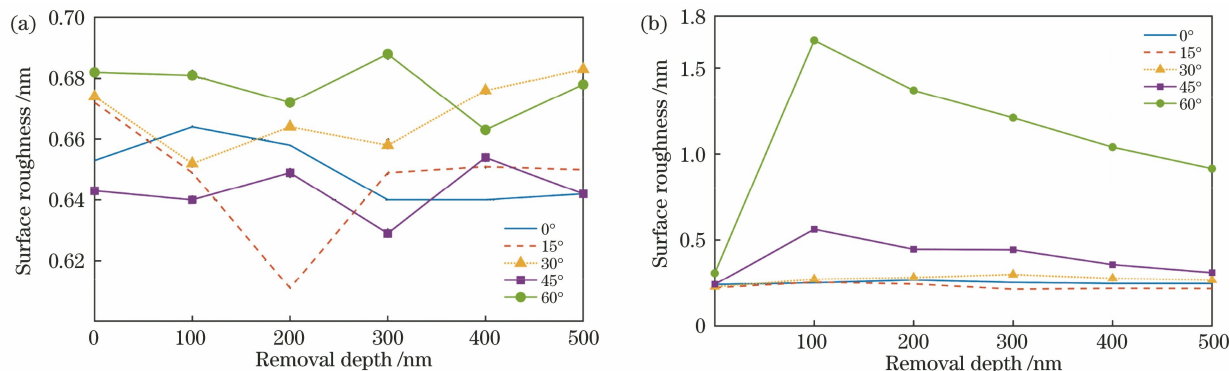 (a)
0.70
0.68
0.66
0.64
0.62
Surface roughness /nm
0°
15°
30°
45°
60°
0 100 200 300 400 500
Removal depth /nm
(b)
1.8
1.5
1.0
0.5
0
Surface roughness /nm
0°
15°
30°
45°
60°
100 200 300 400 500
Removal depth /nm